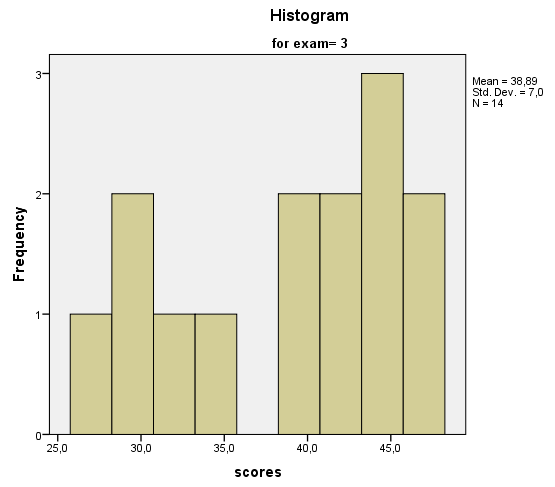 Histogram
for exam= 3
Mean = 38,89
Std. Dev. = 7,0
N = 14
3
2
1
0
Frequency
25,0 30,0 35,0 40,0 45,0
scores